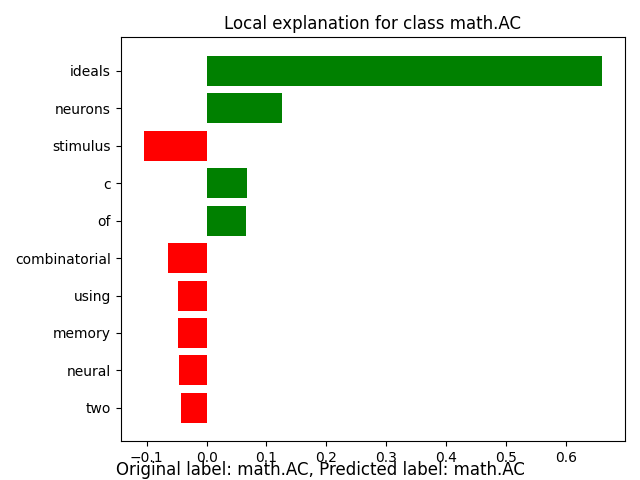 Local explanation for class math.AC
ideals
neurons
stimulus
c
of
combinatorial
using
memory
neural
two
−0.1 0.0 0.1 0.2 0.3 0.4 0.5 0.6
Original label: math.AC, Predicted label: math.AC